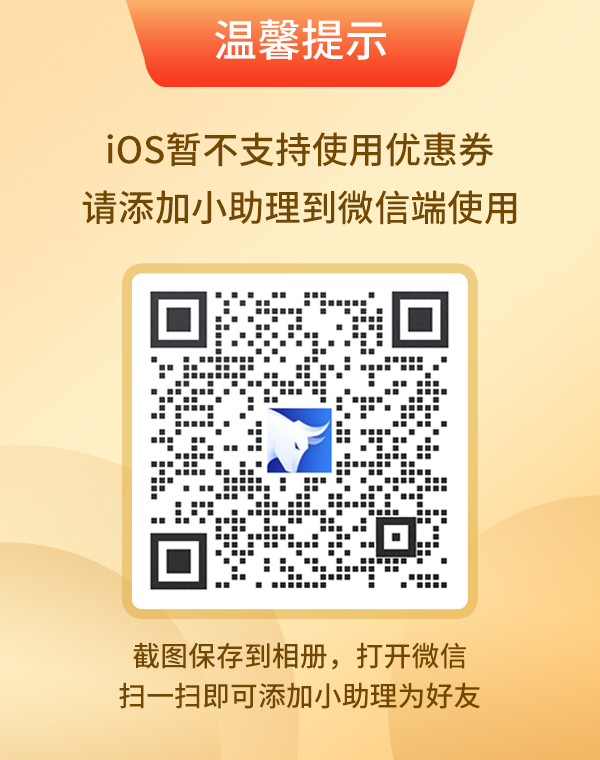 温馨提示
iOS暂不支持使用优惠券
请添加小助理到微信端使用
截图保存到相册，打开微信
扫一扫即可添加小助理为好友